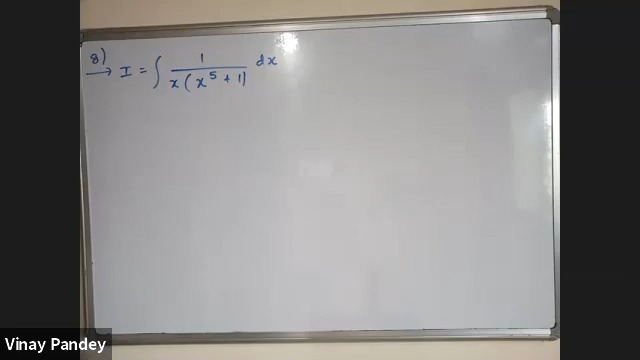 8)
→ I = ∫ 1 / x(x⁵ + 1) dx
Vinay Pandey